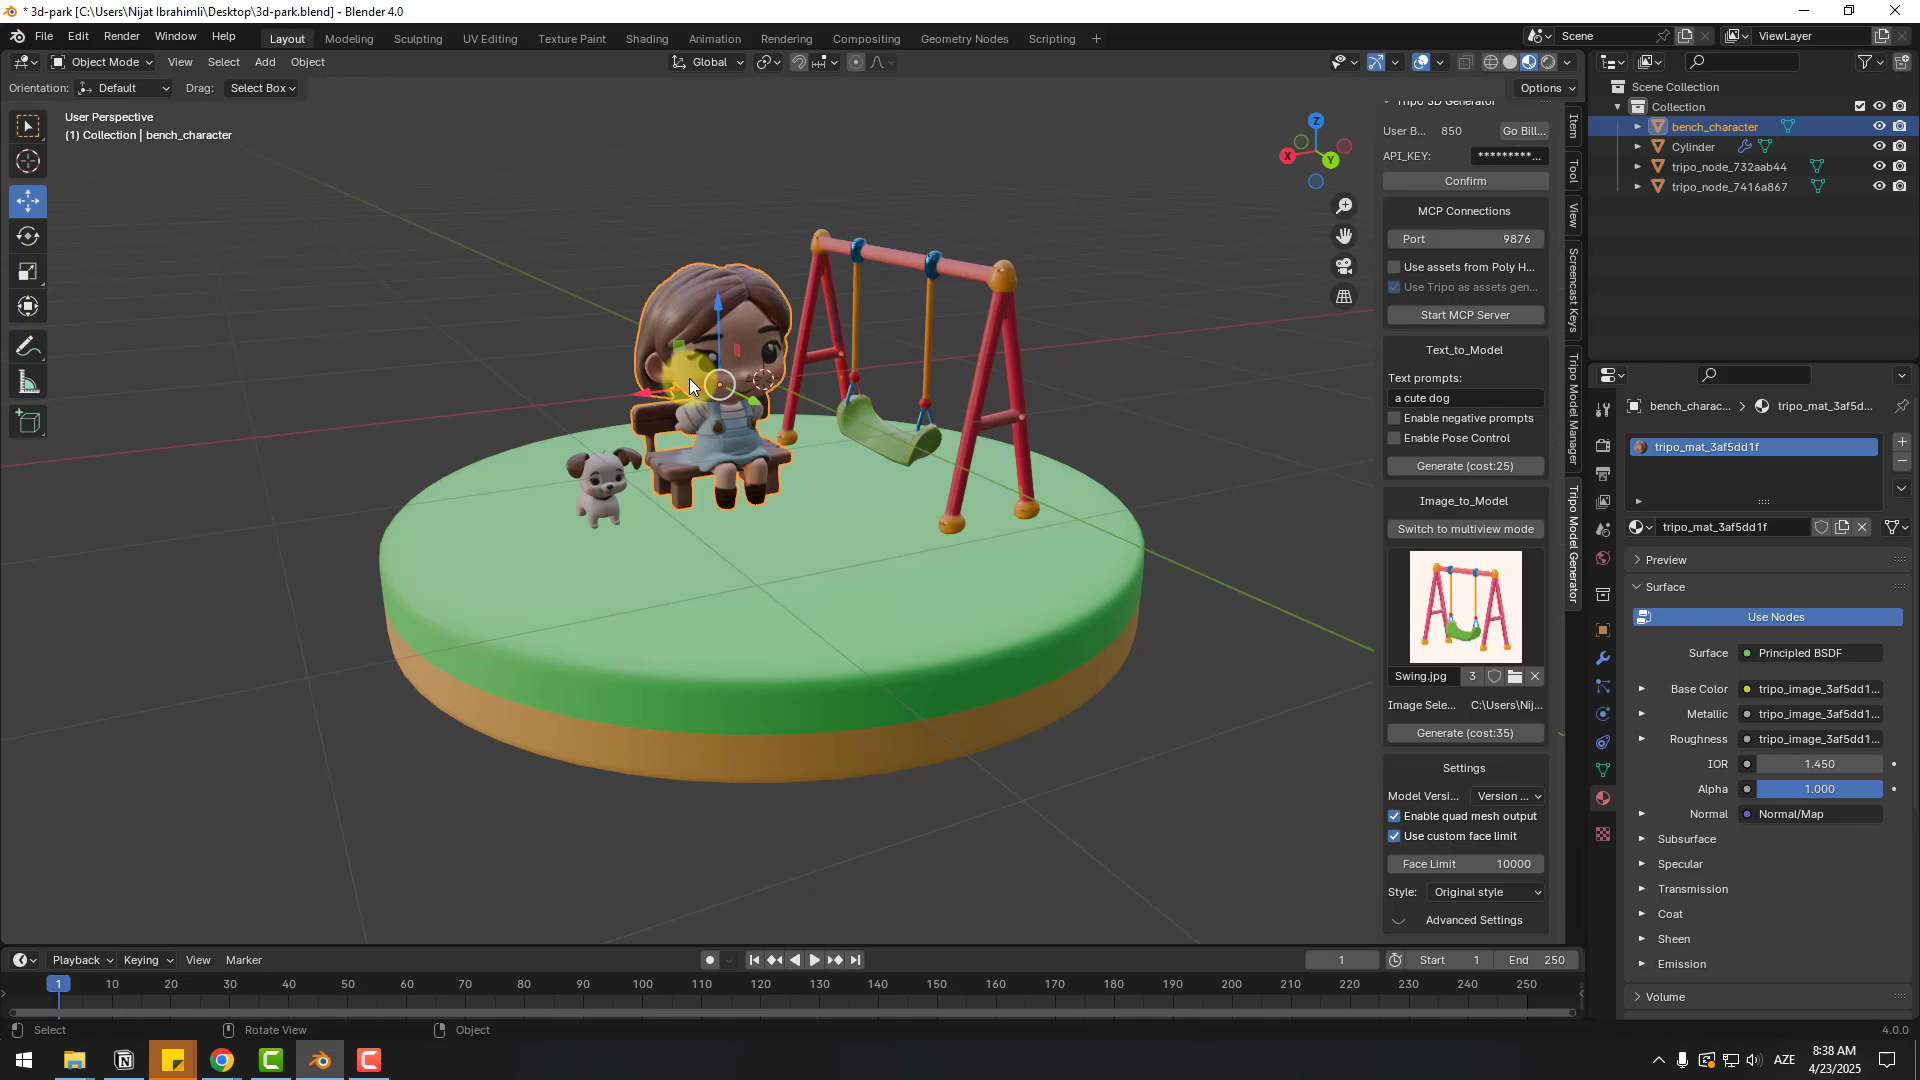 * 3d-park [C:\Users\Nijat Ibrahimli\Desktop\3d-park.blend] - Blender 4.0
File Edit Render Window Help
Layout Modeling Sculpting UV Editing Texture Paint Shading Animation Rendering Compositing Geometry Nodes Scripting +
Scene
ViewLayer
Object Mode View Select Add Object
Global
Orientation: Default Drag: Select Box
Options
User Perspective
(1) Collection | bench_character
Z
X
Y
User B... 850 Go Bill...
API_KEY: **********...
Confirm
MCP Connections
Port 9876
Use assets from Poly H...
Use Tripo as assets gen...
Start MCP Server
Text_to_Model
Text prompts:
a cute dog
Enable negative prompts
Enable Pose Control
Generate (cost:25)
Image_to_Model
Switch to multiview mode
Swing.jpg 3
Image Sele... C:\Users\Nij...
Generate (cost:35)
Settings
Model Versi... Version ...
Enable quad mesh output
Use custom face limit
Face Limit 10000
Style: Original style
Advanced Settings
Item
Tool
View
Screencast Keys
Tripo Model Manager
Tripo Model Generator
Scene Collection
Collection
bench_character
Cylinder
tripo_node_732aab44
tripo_node_7416a867
bench_charac... > tripo_mat_3af5d...
tripo_mat_3af5dd1f
tripo_mat_3af5dd1f
Preview
Surface
Use Nodes
Surface Principled BSDF
Base Color tripo_image_3af5dd1...
Metallic tripo_image_3af5dd1...
Roughness tripo_image_3af5dd1...
IOR 1.450
Alpha 1.000
Normal Normal/Map
Subsurface
Specular
Transmission
Coat
Sheen
Emission
Volume
Playback Keying View Marker
1
Start 1 End 250
1 10 20 30 40 50 60 70 80 90 100 110 120 130 140 150 160 170 180 190 200 210 220 230 240 250
Select Rotate View Object
4.0.0
AZE
8:38 AM
4/23/2025